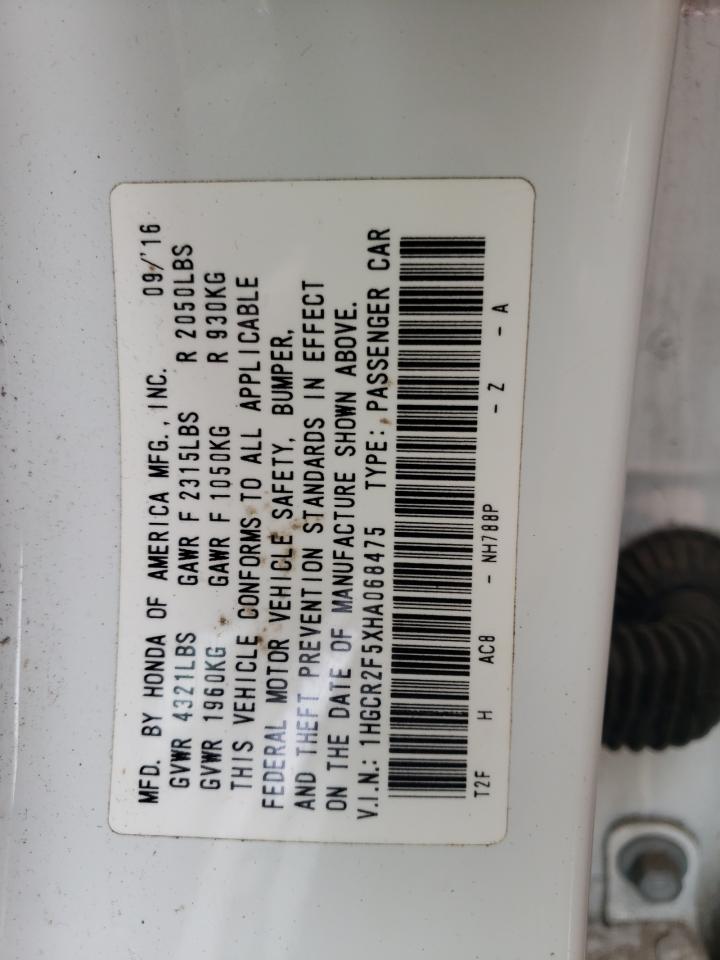 MFD. BY HONDA OF AMERICA MFG., INC. 09/'16
GVWR 4321LBS GAWR F 2315LBS R 2050LBS
GVWR 1960KG GAWR F 1050KG R 930KG
THIS VEHICLE CONFORMS TO ALL APPLICABLE
FEDERAL MOTOR VEHICLE SAFETY, BUMPER,
AND THEFT PREVENTION STANDARDS IN EFFECT
ON THE DATE OF MANUFACTURE SHOWN ABOVE.
V.I.N.: 1HGCR2F5XHA068475 TYPE: PASSENGER CAR
T2F H AC8 - NH788P - Z - A